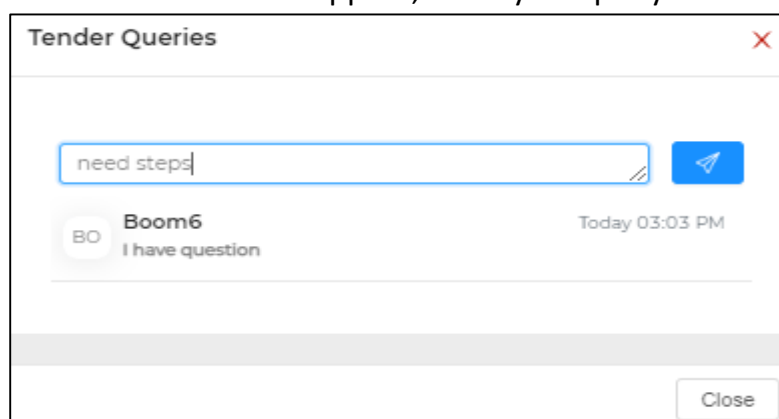 Tender Queries
need steps
BO
Boom6
Today 03:03 PM
I have question
Close